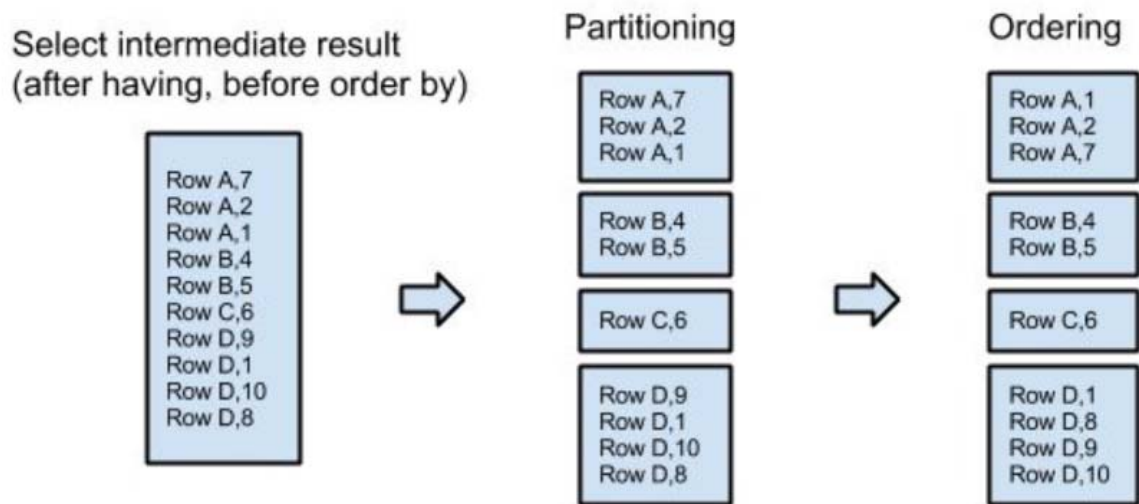 Select intermediate result
(after having, before order by)
Row A,7
Row A,2
Row A,1
Row B,4
Row B,5
Row C,6
Row D,9
Row D,1
Row D,10
Row D,8
Partitioning
Row A,7
Row A,2
Row A,1
Row B,4
Row B,5
Row C,6
Row D,9
Row D,1
Row D,10
Row D,8
Ordering
Row A,1
Row A,2
Row A,7
Row B,4
Row B,5
Row C,6
Row D,1
Row D,8
Row D,9
Row D,10